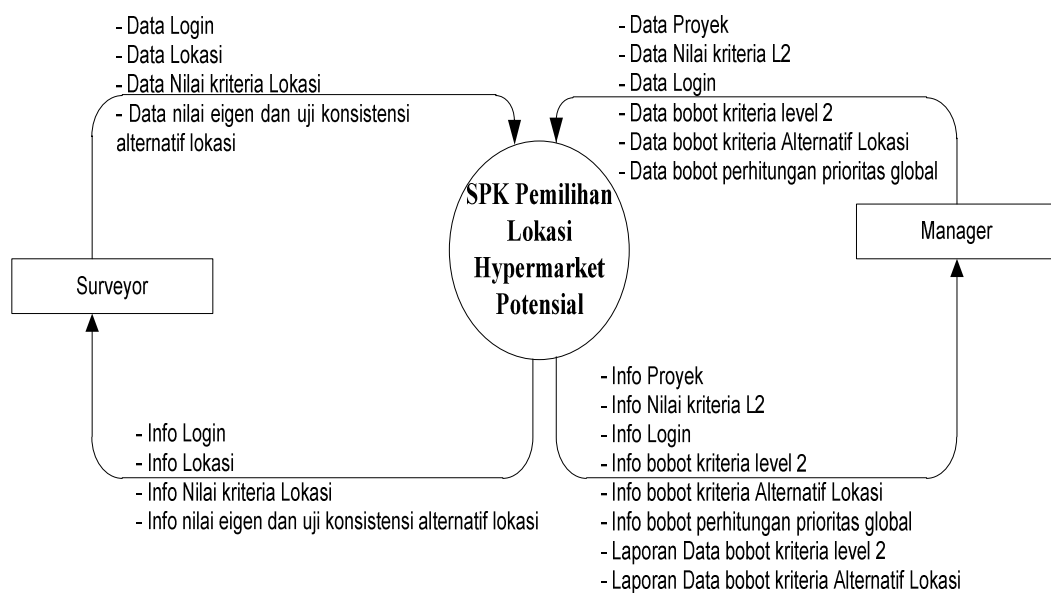 - Data Login
- Data Lokasi
- Data Nilai kriteria Lokasi
- Data nilai eigen dan uji konsistensi
alternatif lokasi
- Data Proyek
- Data Nilai kriteria L2
- Data Login
- Data bobot kriteria level 2
- Data bobot kriteria Alternatif Lokasi
- Data bobot perhitungan prioritas global
SPK Pemilihan
Lokasi
Hypermarket
Potensial
Manager
Surveyor
- Info Login
- Info Lokasi
- Info Nilai kriteria Lokasi
- Info nilai eigen dan uji konsistensi alternatif lokasi
- Info Proyek
- Info Nilai kriteria L2
- Info Login
- Info bobot kriteria level 2
- Info bobot kriteria Alternatif Lokasi
- Info bobot perhitungan prioritas global
- Laporan Data bobot kriteria level 2
- Laporan Data bobot kriteria Alternatif Lokasi